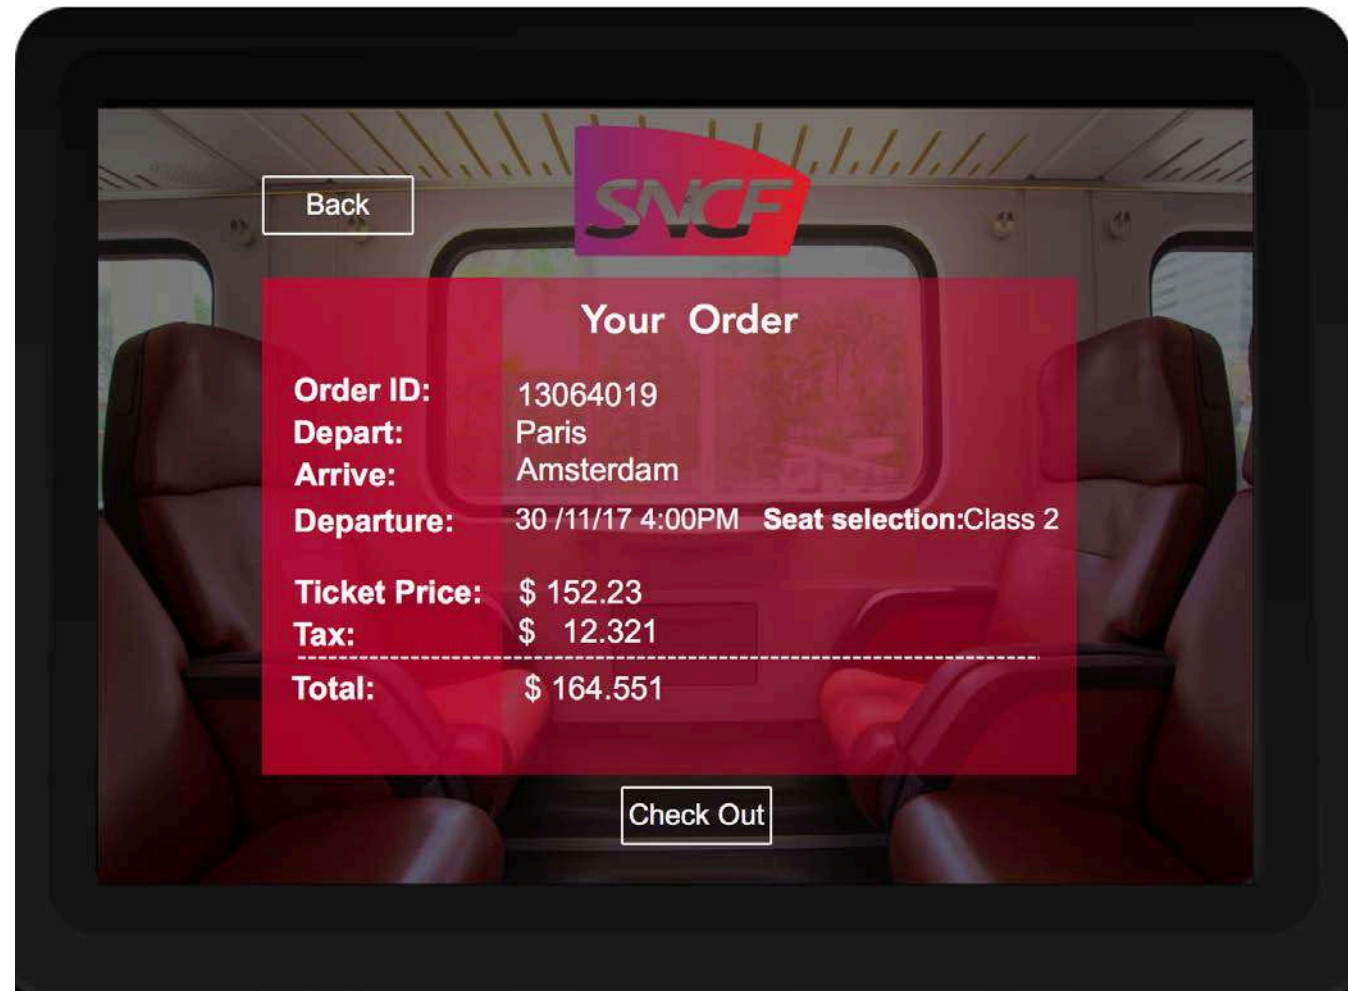 Back
SNCF
Your Order
Order ID: 13064019
Depart: Paris
Arrive: Amsterdam
Departure: 30 /11/17 4:00PM Seat selection:Class 2
Ticket Price: $ 152.23
Tax: $ 12.321
Total: $ 164.551
Check Out